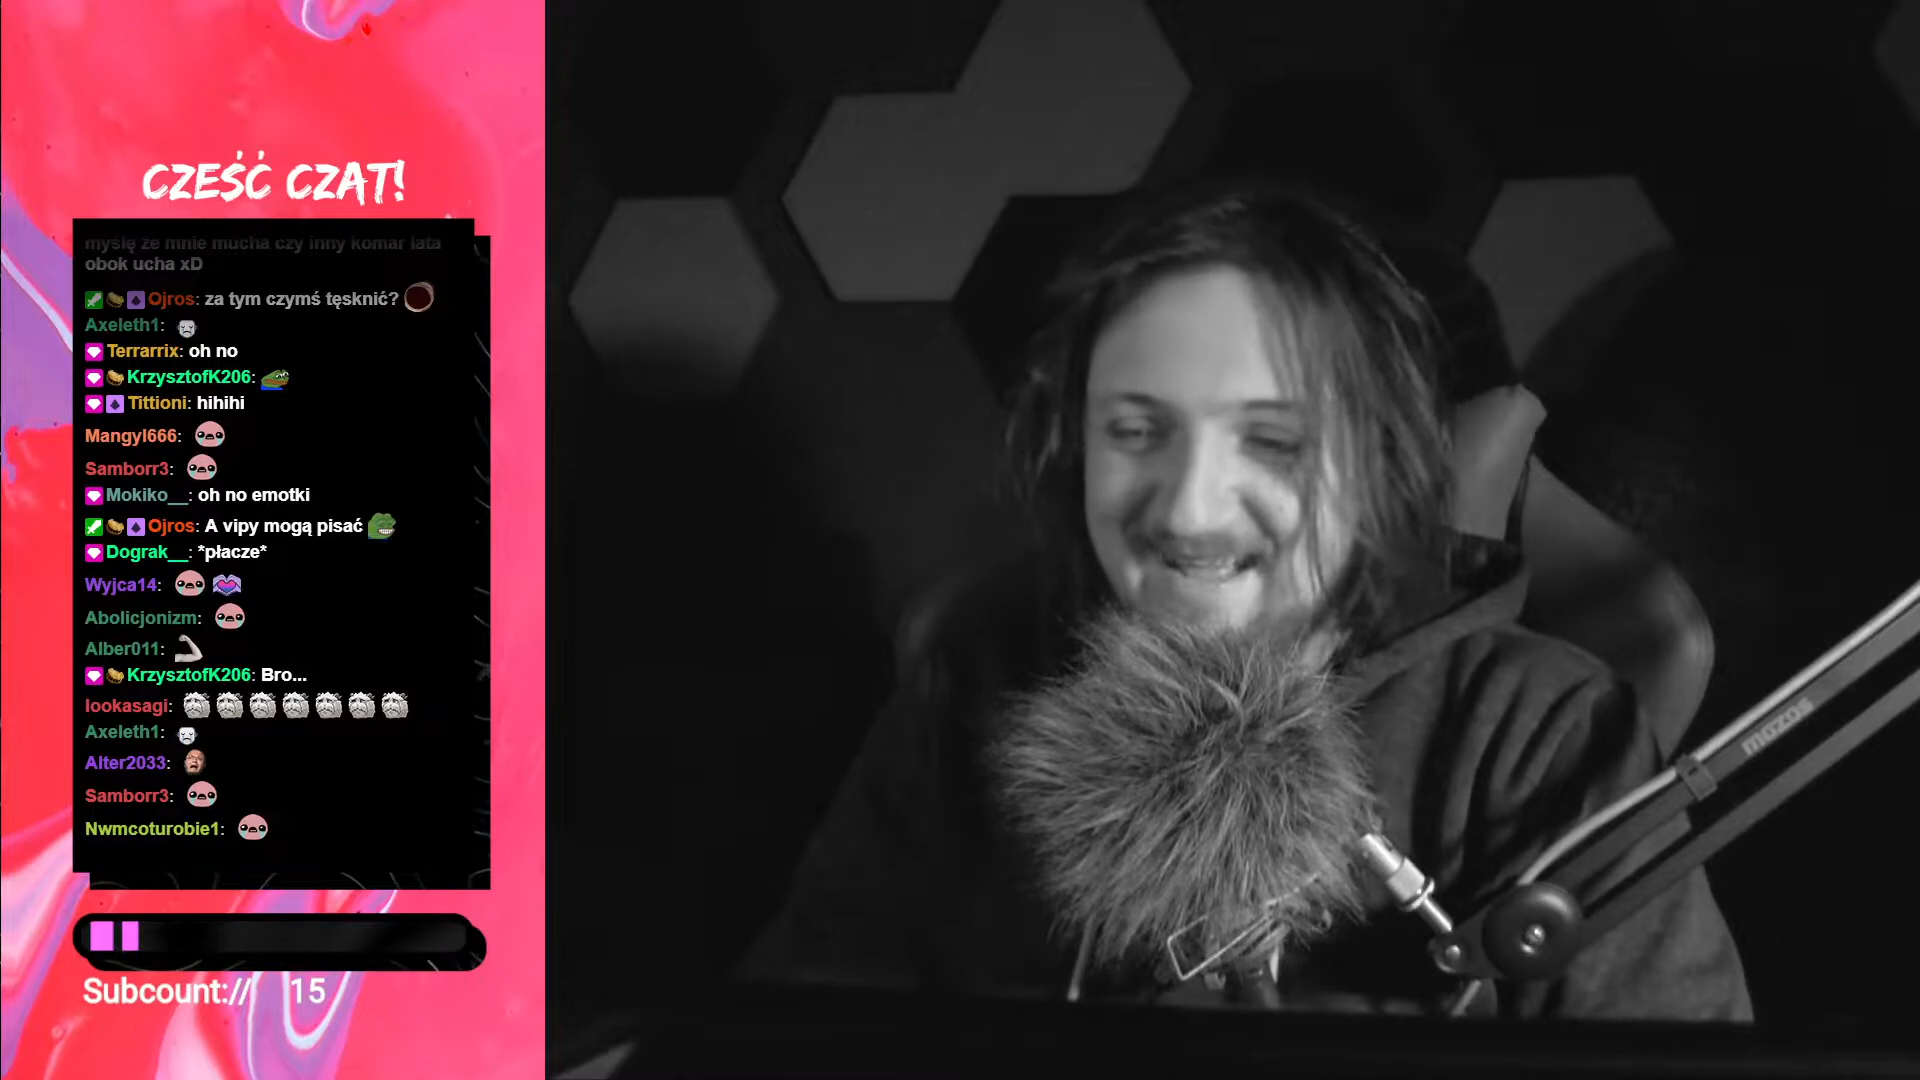 CZEŚĆ CZAT!
myślę że mnie mucha czy inny komar lata
obok ucha xD
Ojros: za tym czymś tęsknić?
Axeleth1:
Terrarrix: oh no
KrzysztofK206:
Tittioni: hihihi
Mangyl666:
Samborr3:
Mokiko__: oh no emotki
Ojros: A vipy mogą pisać
Dograk__: *płacze*
Wyjca14:
Abolicjonizm:
Alber011:
KrzysztofK206: Bro...
lookasagi:
Axeleth1:
Alter2033:
Samborr3:
Nwmcoturobie1:
Subcount:// 15
mozos